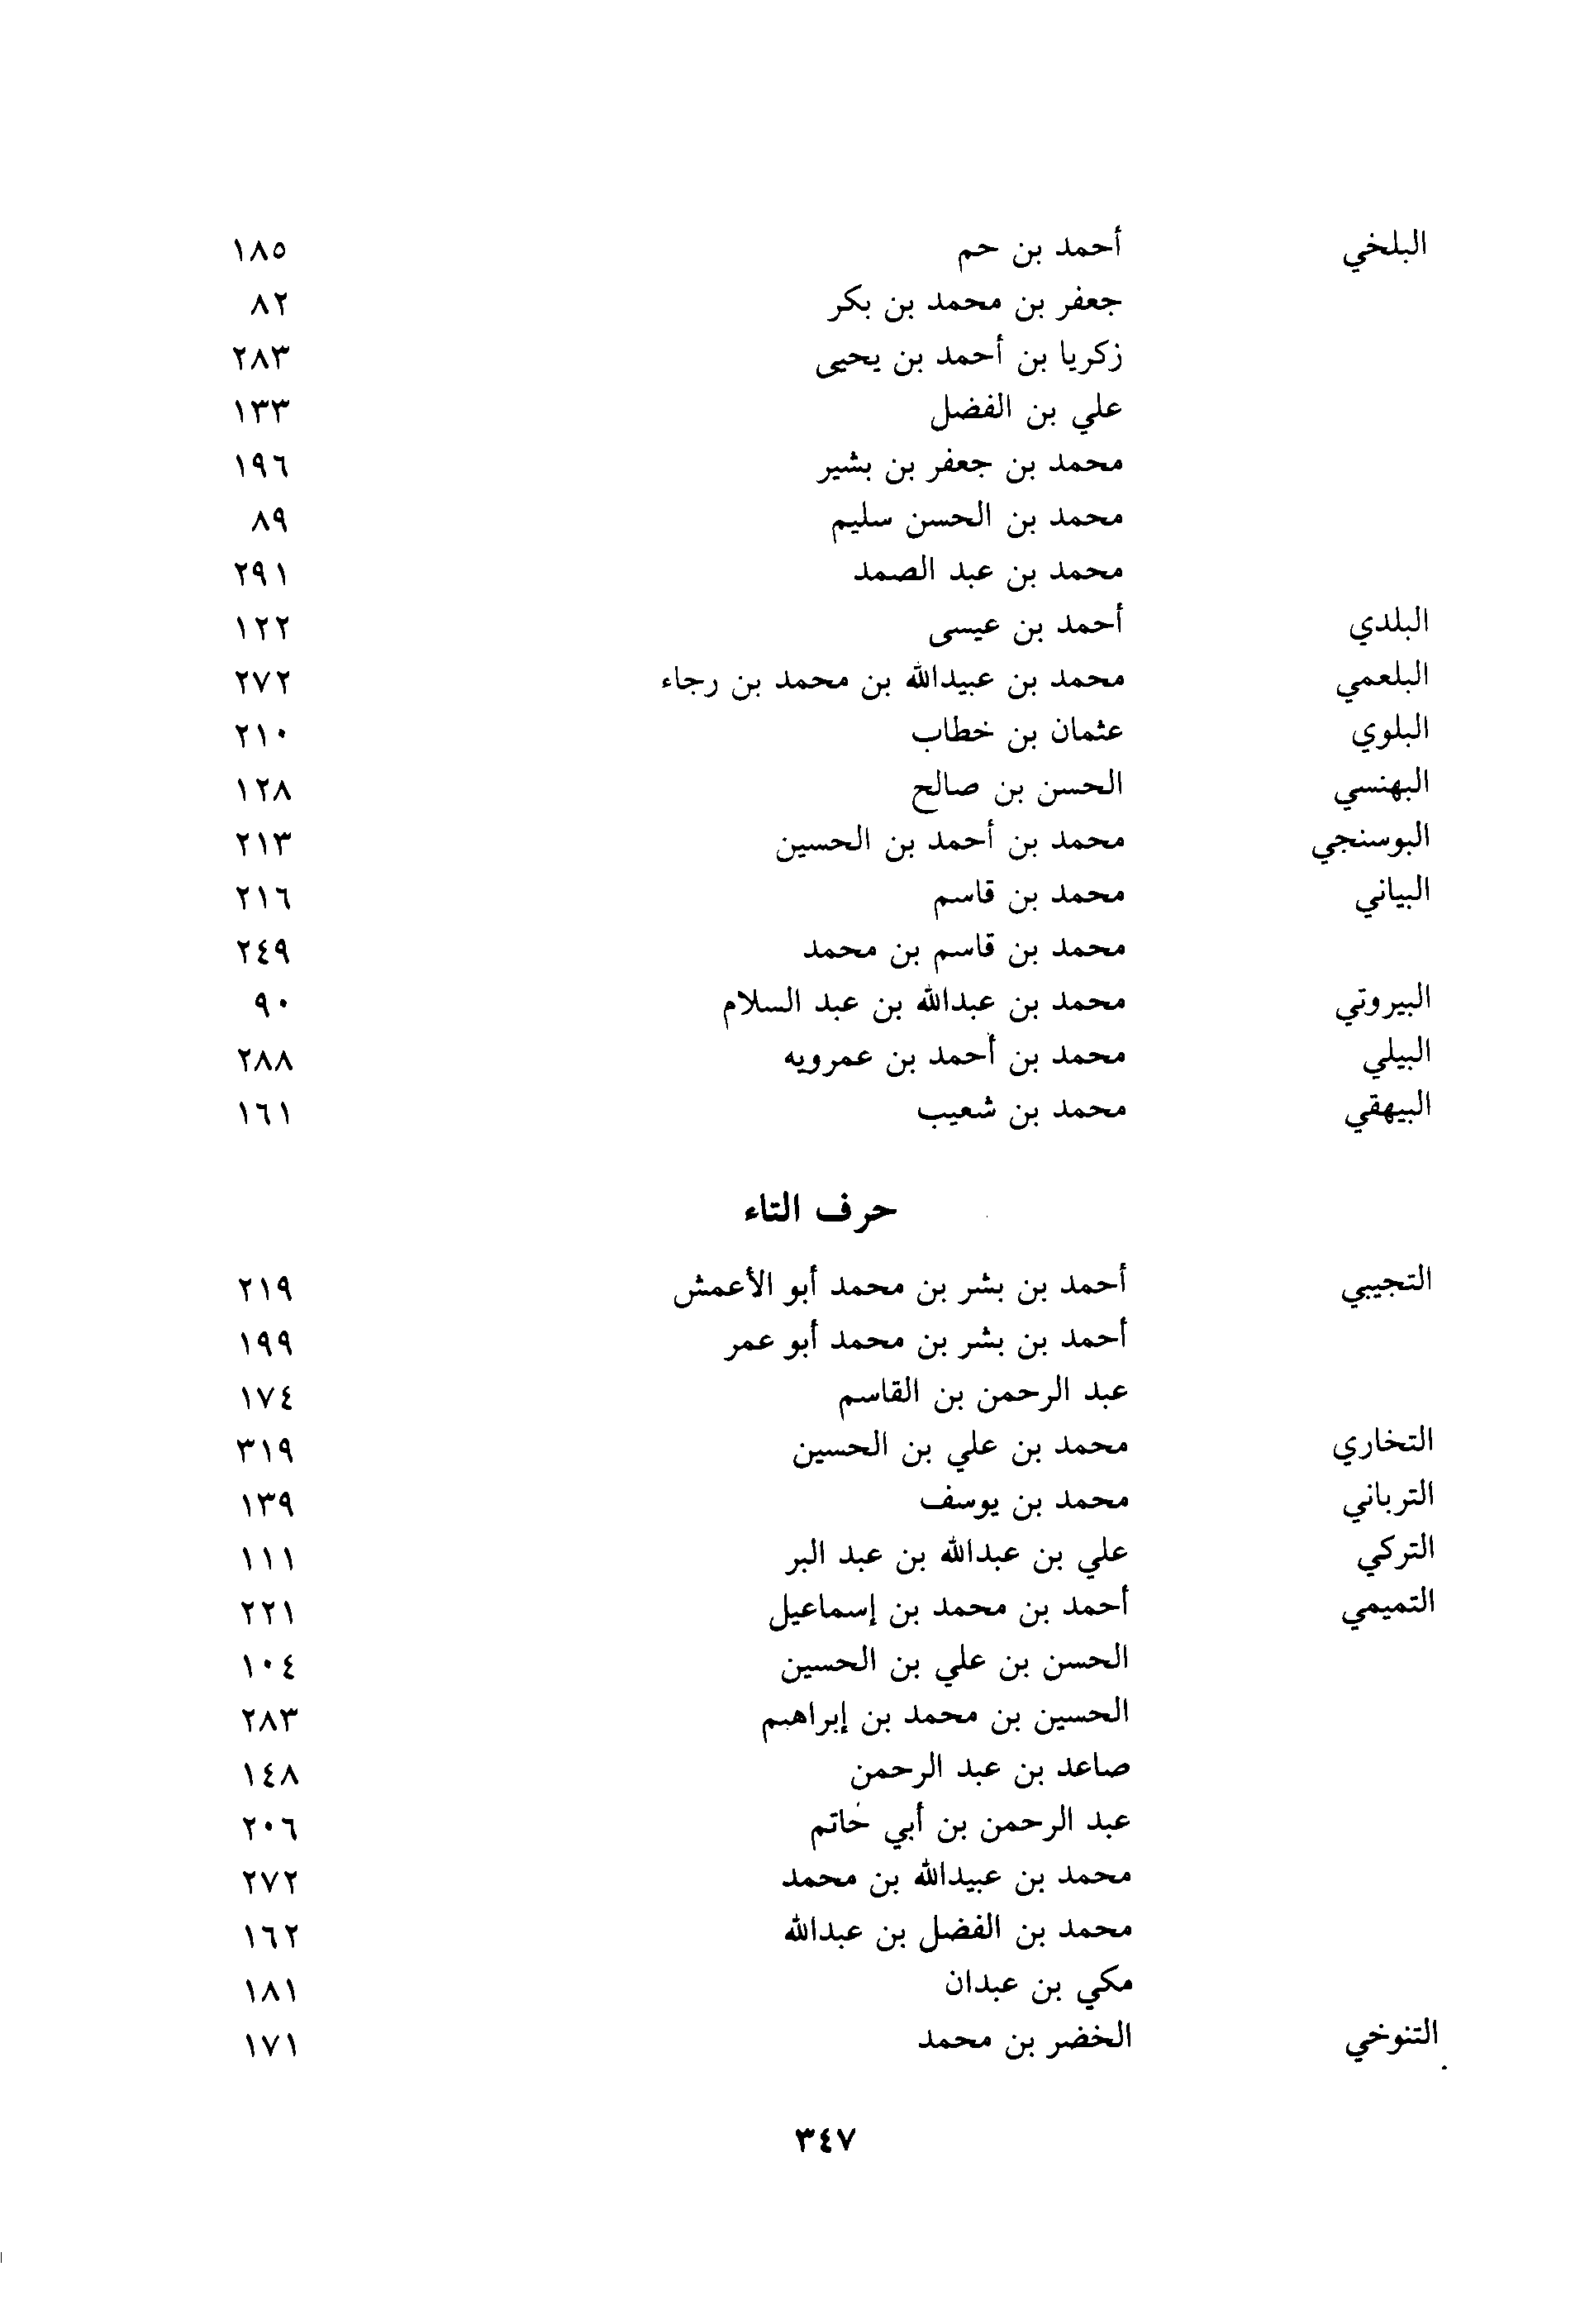 البلخي أحمد بن حم ١٨٥
جعفر بن محمد بن بكر ٨٢
زكريا بن أحمد بن يحيى ٢٨٣
علي بن الفضل ١٣٣
محمد بن جعفر بن بشير ١٩٦
محمد بن الحسن سليم ٨٩
محمد بن عبد الصمد ٢٩١
البلدي أحمد بن عيسى ١٢٢
البلعمي محمد بن عبيدالله بن محمد بن رجاء ٢٧٢
البلوي عثمان بن خطاب ٢١٠
البهنسي الحسن بن صالح ١٢٨
البوسنجي محمد بن أحمد بن الحسين ٢١٣
البياني محمد بن قاسم ٢١٦
محمد بن قاسم بن محمد ٢٤٩
البيروتي محمد بن عبدالله بن عبد السلام ٩٠
البيلي محمد بن أحمد بن عمرويه ٢٨٨
البيهقي محمد بن شعيب ١٦١
حرف التاء
التجيبي أحمد بن بشر بن محمد أبو الأعمش ٢١٩
أحمد بن بشر بن محمد أبو عمر ١٩٩
عبد الرحمن بن القاسم ١٧٤
التخاري محمد بن علي بن الحسين ٣١٩
الترباني محمد بن يوسف ١٣٩
التركي علي بن عبدالله بن عبد البر ١١١
التميمي أحمد بن محمد بن إسماعيل ٢٢١
الحسن بن علي بن الحسين ١٠٤
الحسين بن محمد بن إبراهيم ٢٨٣
صاعد بن عبد الرحمن ١٤٨
عبد الرحمن بن أبي حاتم ٢٠٦
محمد بن عبيدالله بن محمد ٢٧٢
محمد بن الفضل بن عبدالله ١٦٢
مكي بن عبدان ١٨١
التنوخي الخضر بن محمد ١٧١
٣٤٧